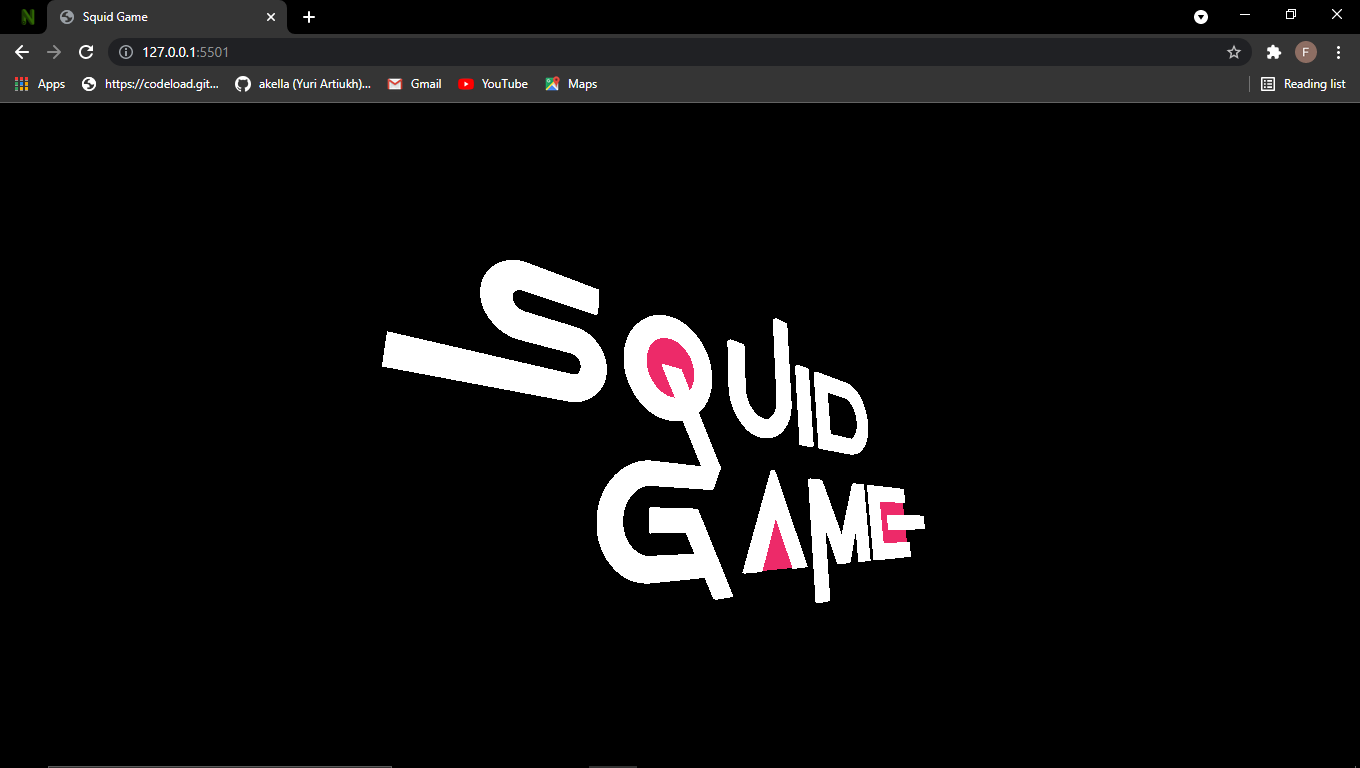 N
Squid Game
127.0.0.1:5501
F
Apps
https://codeload.git...
akella (Yuri Artiukh)...
Gmail
YouTube
Maps
Reading list
SQUID
GAME